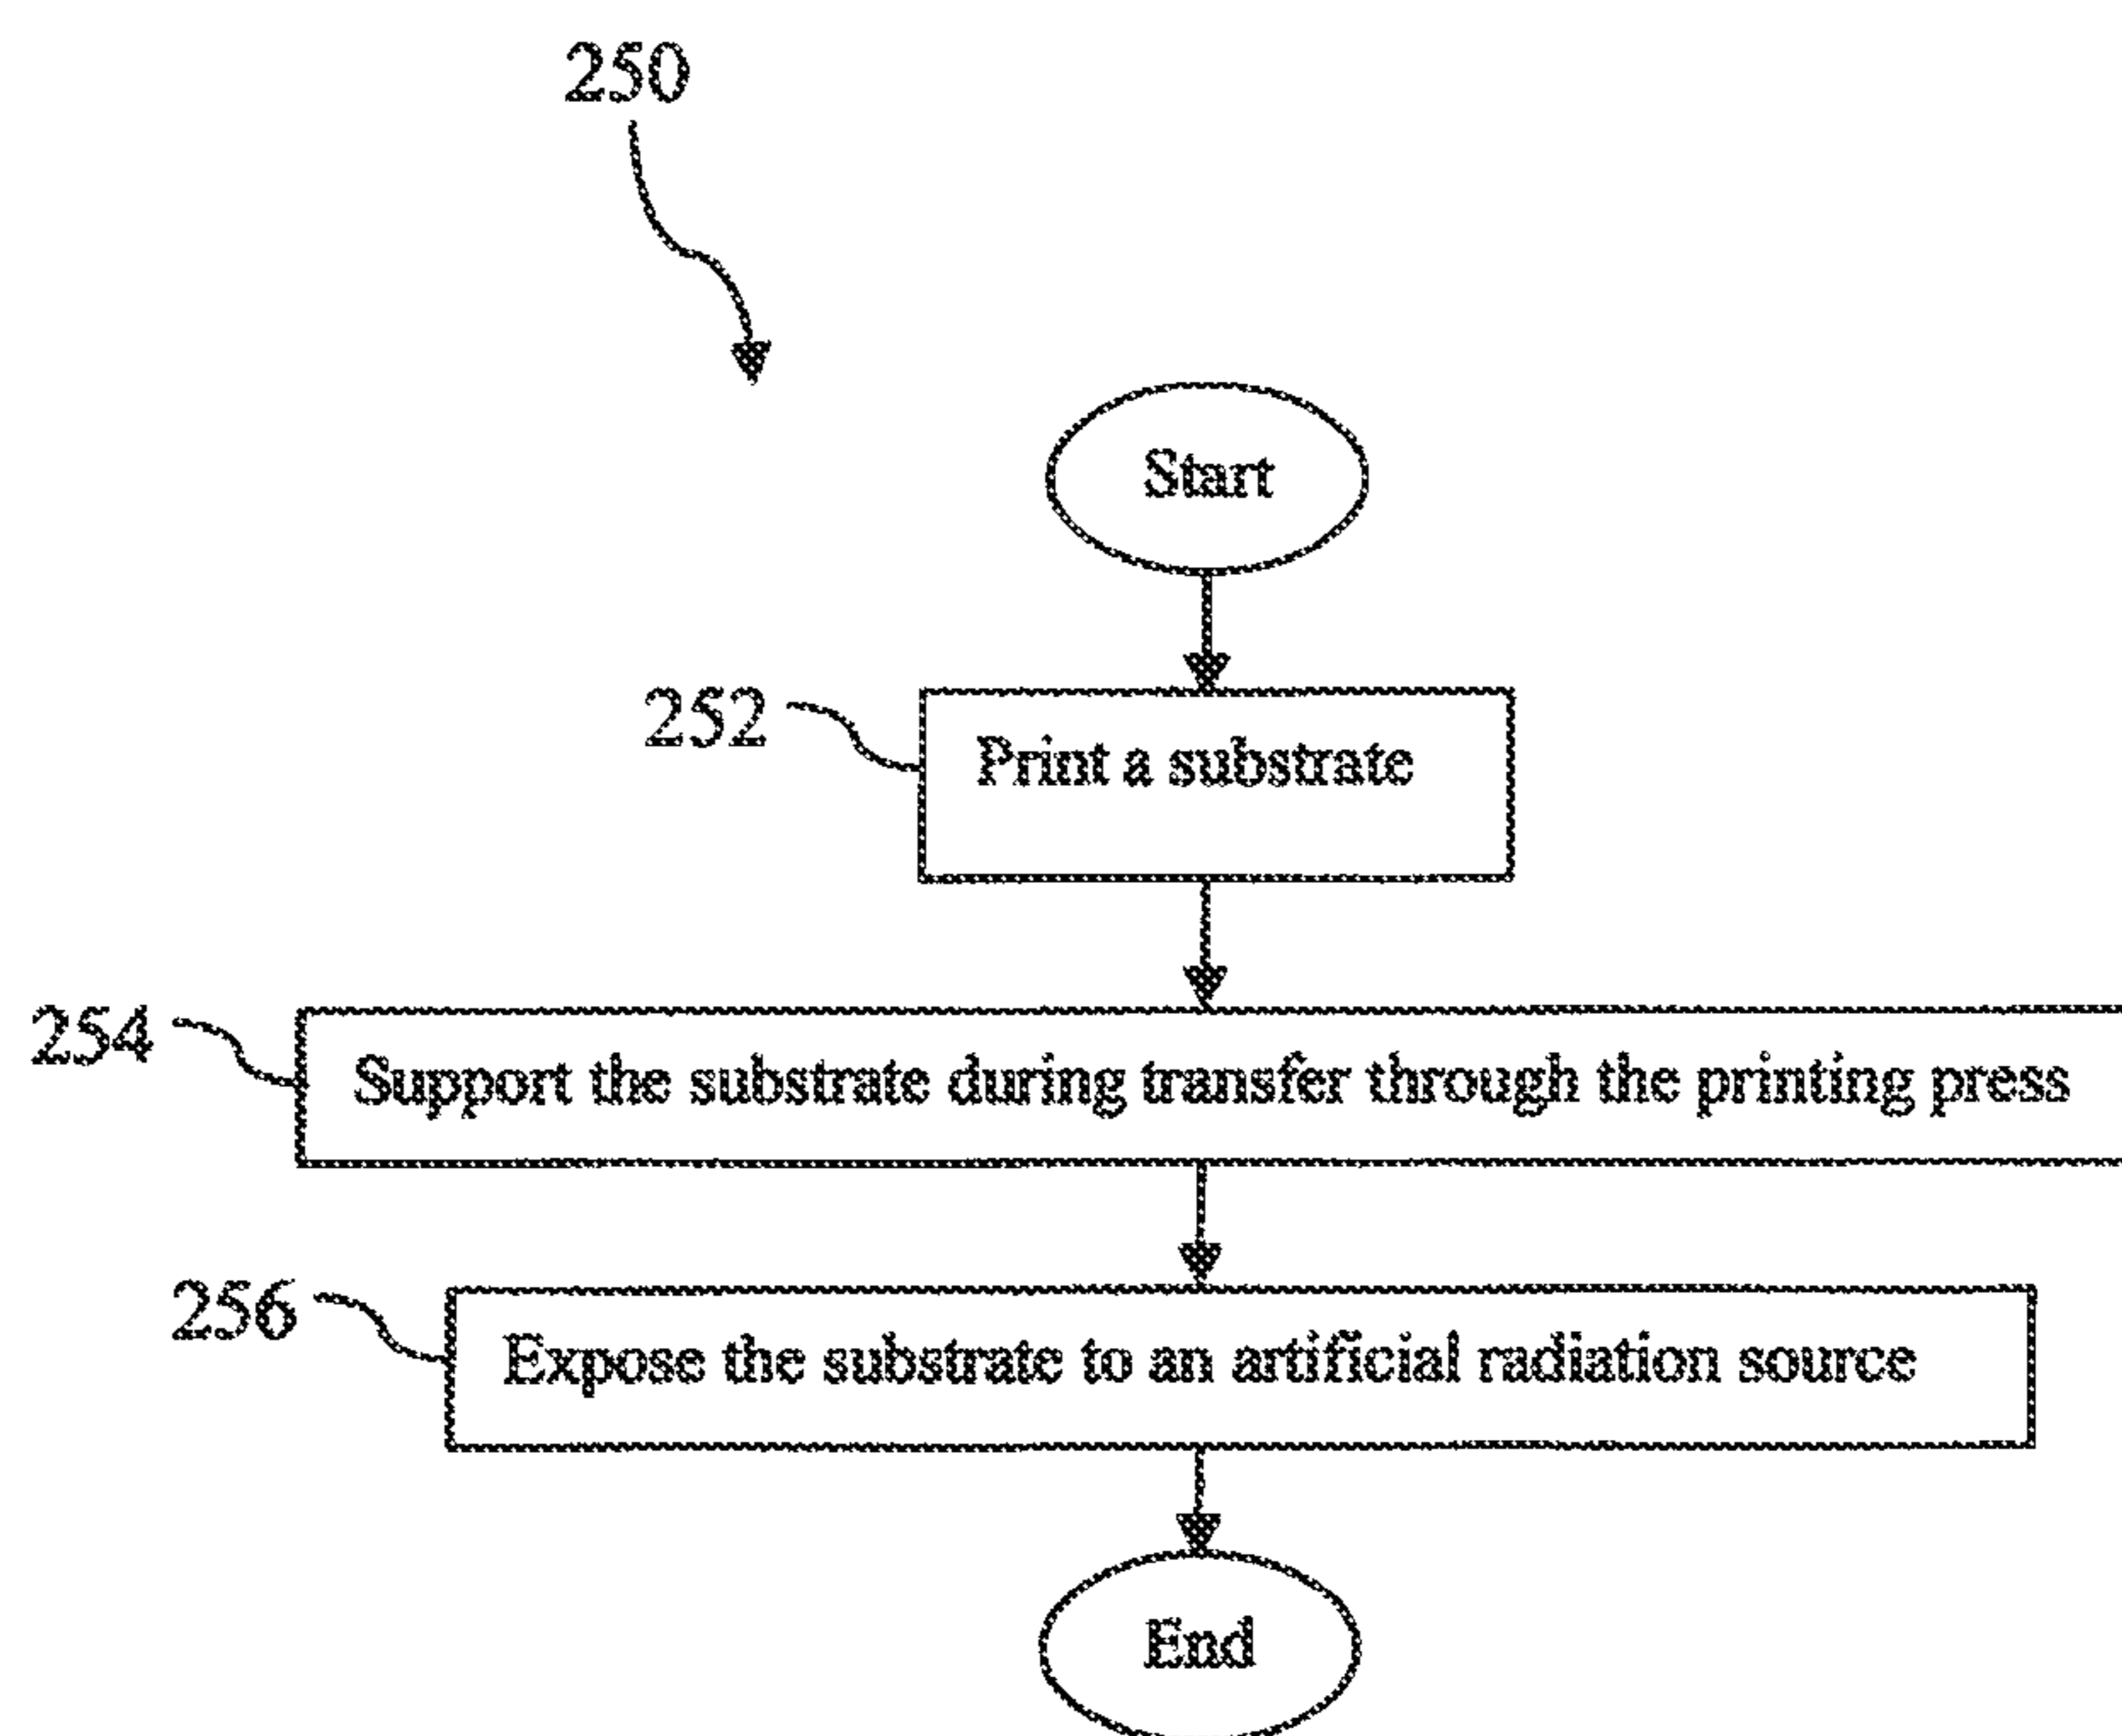 250
Start
252
Print a substrate
254
Support the substrate during transfer through the printing press
256
Expose the substrate to an artificial radiation source
End